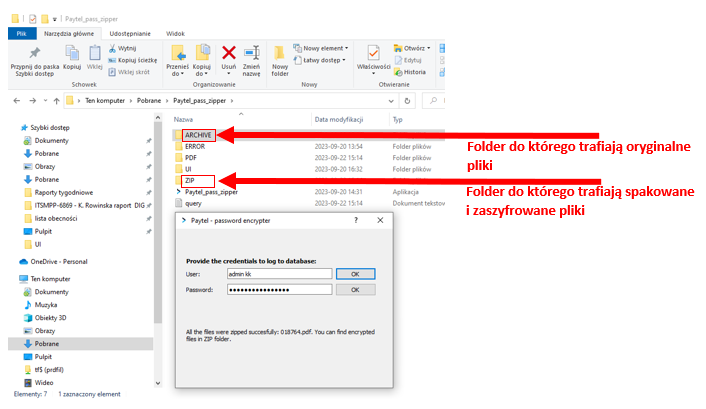 Paytel_pass_zipper
Plik
Narzędzia główne
Udostępnianie
Widok
Przypnij do paska Szybki dostęp
Kopiuj
Wklej
Wytnij
Kopiuj ścieżkę
Wklej skrót
Schowek
Przenieś do
Kopiuj do
Usuń
Zmień nazwę
Organizowanie
Nowy folder
Nowy element
Łatwy dostęp
Nowy
Właściwości
Otwórz
Edytuj
Historia
Otwieranie
Ten komputer > Pobrane > Paytel_pass_zipper >
Nazwa
Data modyfikacji
Typ
Szybki dostęp
Dokumenty
Pobrane
Obrazy
Pobrane
Raporty tygodniowe
ITSMPP-6869 - K. Rowinska raport DIG
lista obecności
Pulpit
UI
OneDrive - Personal
Ten komputer
Dokumenty
Muzyka
Obiekty 3D
Obrazy
Pobrane
Pulpit
tf$ (prdfil)
Wideo
Elementy: 7
1 zaznaczony element
ARCHIVE
ERROR 2023-09-20 13:54 Folder plików
PDF 2023-09-22 15:14 Folder plików
UI 2023-09-20 16:32 Folder plików
ZIP
Paytel_pass_zipper 2023-09-20 14:31 Aplikacja
query 2023-09-22 15:14 Dokument tekstow
Folder do którego trafiają oryginalne
pliki
Folder do którego trafiają spakowane
i zaszyfrowane pliki
Paytel - password encrypter
Provide the credentials to log to database:
User: admin kk OK
Password: OK
All the files were zipped succesfully: 018764.pdf. You can find encrypted
files in ZIP folder.